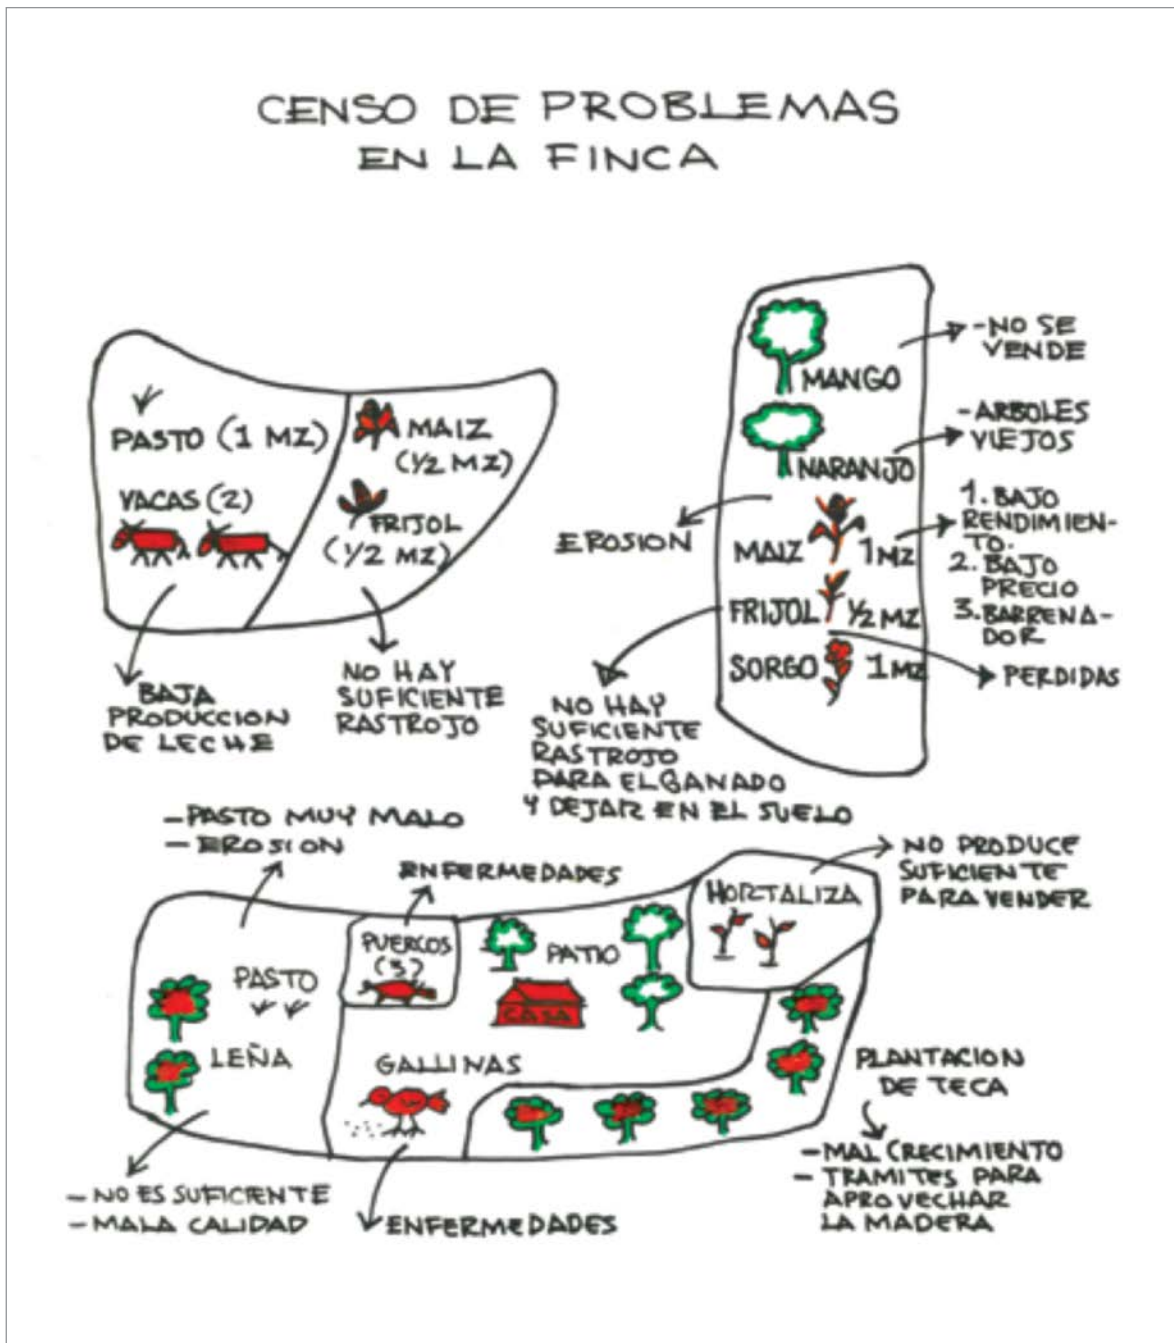 CENSO DE PROBLEMAS
EN LA FINCA
PASTO (1 MZ)
VACAS (2)
MAIZ
(1/2 MZ)
FRIJOL
(1/2 MZ)
BAJA
PRODUCCION
DE LECHE
NO HAY
SUFICIENTE
RASTROJO
MANGO
NARANJO
MAIZ 1 MZ
FRIJOL 1/2 MZ
SORGO 1 MZ
-NO SE
VENDE
-ARBOLES
VIEJOS
EROSION
1. BAJO
RENDIMIEN-
TO.
2. BAJO
PRECIO
3. BARRENA-
DOR
PERDIDAS
NO HAY
SUFICIENTE
RASTROJO
PARA EL GANADO
Y DEJAR EN EL SUELO
-PASTO MUY MALO
-EROSION
ENFERMEDADES
NO PRODUCE
SUFICIENTE
PARA VENDER
HORTALIZA
PUERCOS
(3)
PATIO
CASA
PASTO
LEÑA
GALLINAS
PLANTACION
DE TECA
-MAL CRECIMIENTO
-TRAMITES PARA
APROVECHAR
LA MADERA
-NO ES SUFICIENTE
-MALA CALIDAD
ENFERMEDADES